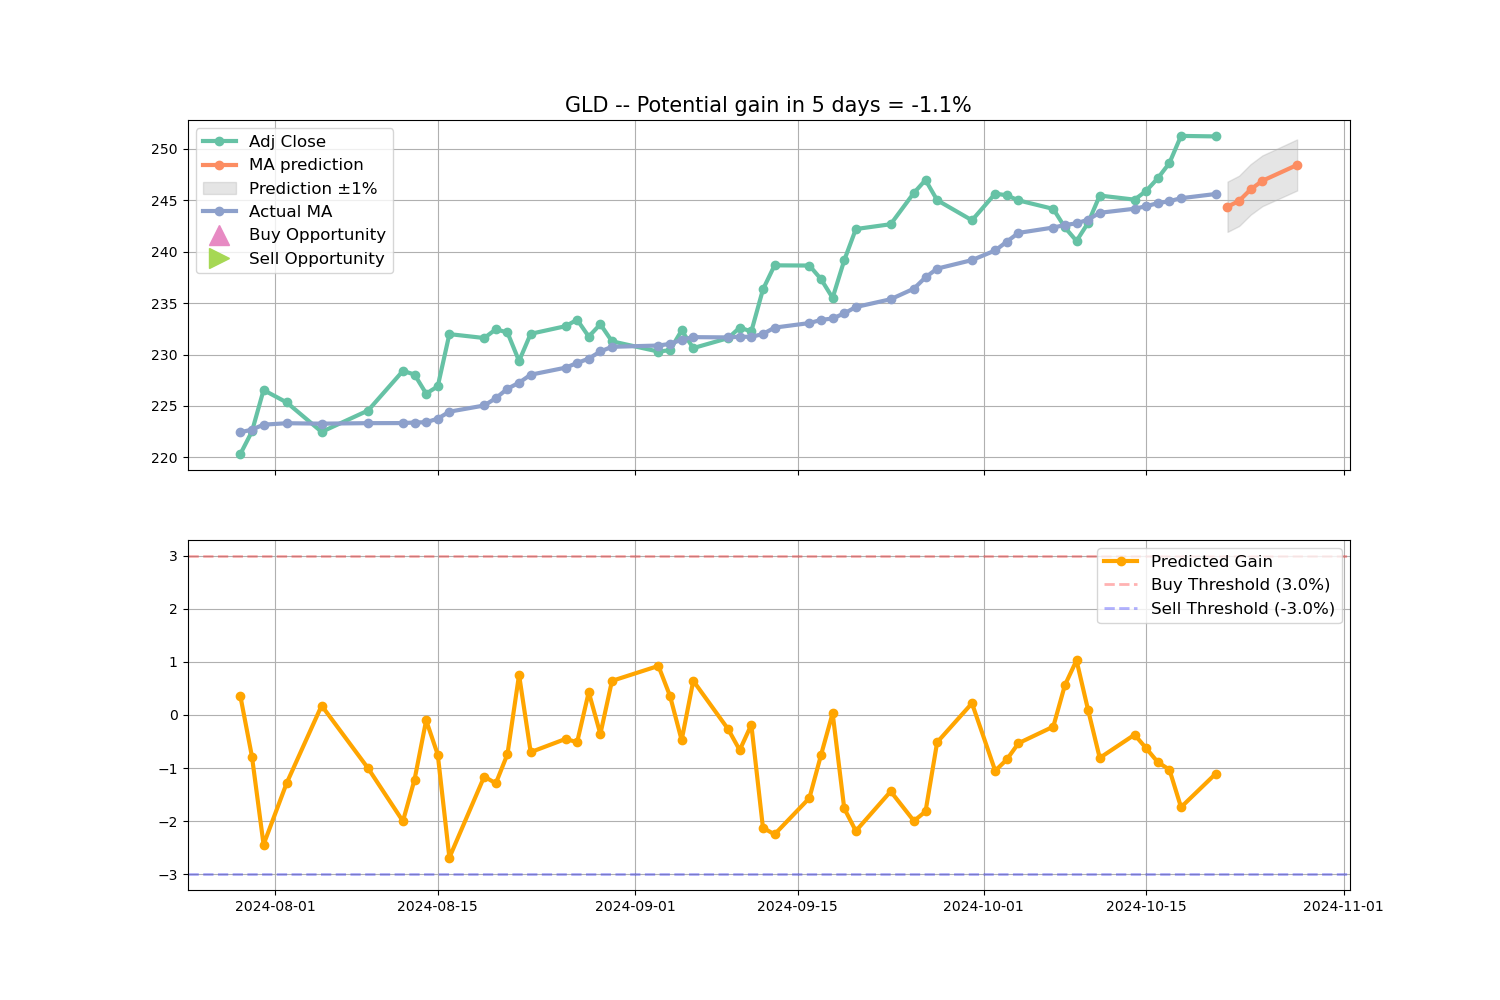 GLD -- Potential gain in 5 days = -1.1%
Adj Close
MA prediction
Prediction ±1%
Actual MA
Buy Opportunity
Sell Opportunity
250
245
240
235
230
225
220
Predicted Gain
Buy Threshold (3.0%)
Sell Threshold (-3.0%)
3
2
1
0
−1
−2
−3
2024-08-01
2024-08-15
2024-09-01
2024-09-15
2024-10-01
2024-10-15
2024-11-01